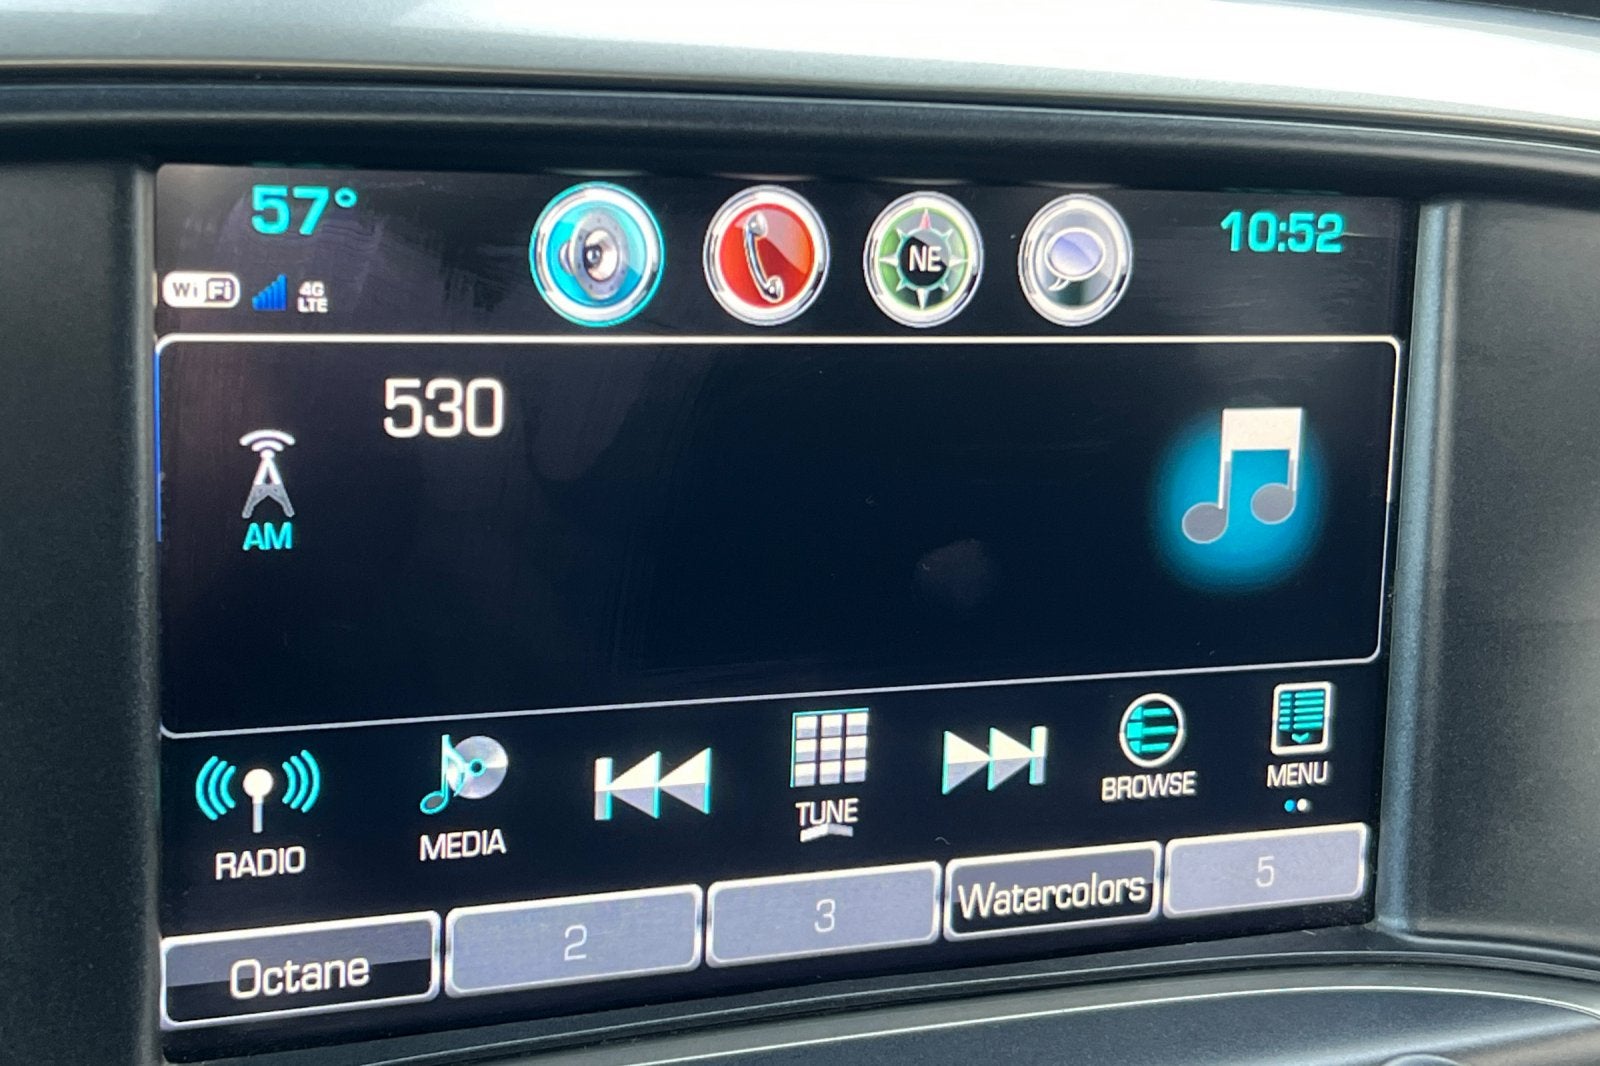 57°
10:52
WiFi
4G
LTE
NE
530
AM
RADIO
MEDIA
TUNE
BROWSE
MENU
Octane
2
3
Watercolors
5